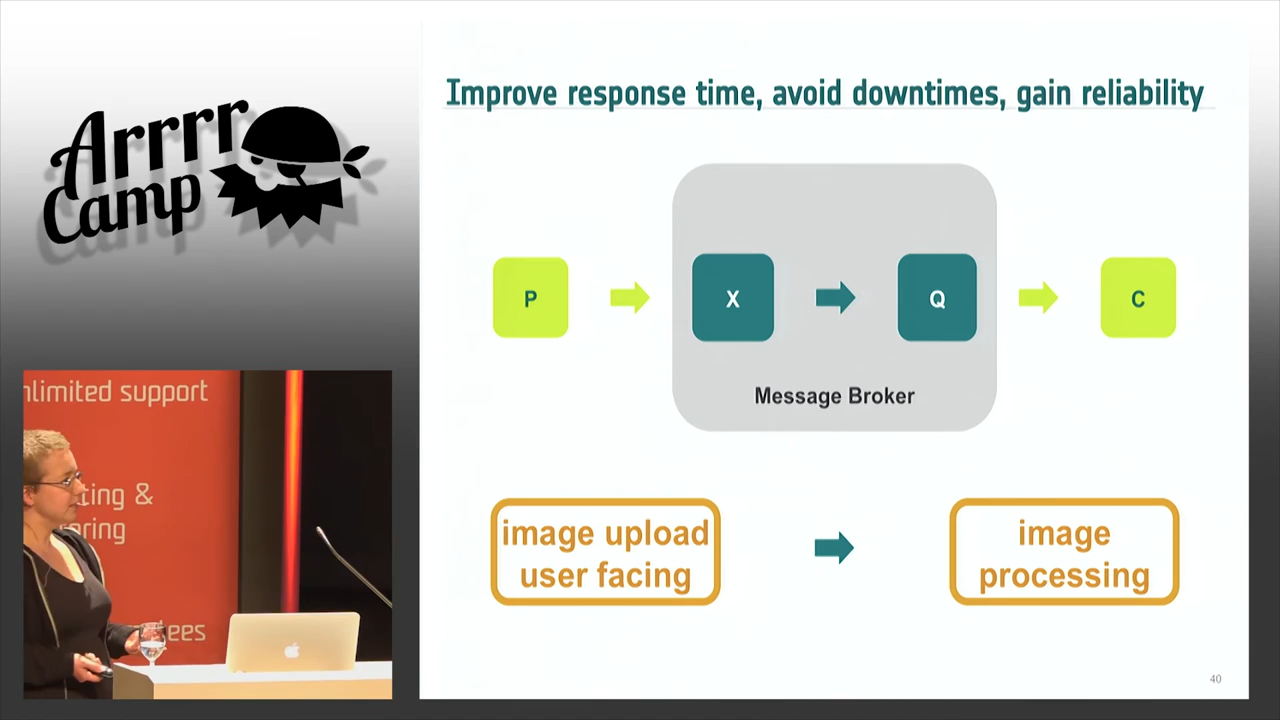 Arrrr
Camp
Improve response time, avoid downtimes, gain reliability
P
X
Q
C
Message Broker
image upload
user facing
image
processing
40
nlimited support
ting &
ering
ees